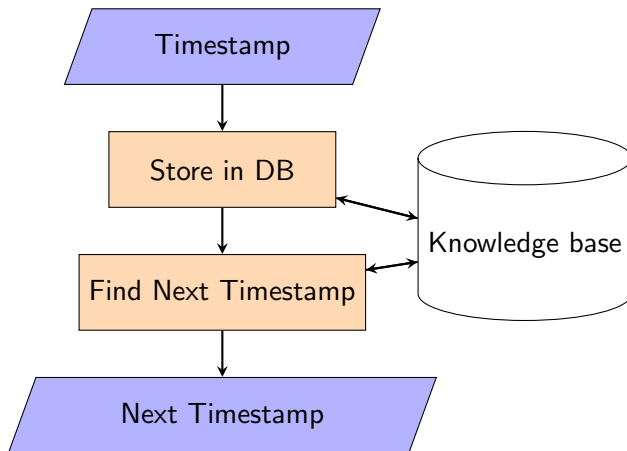 Timestamp
Store in DB
Knowledge base
Find Next Timestamp
Next Timestamp